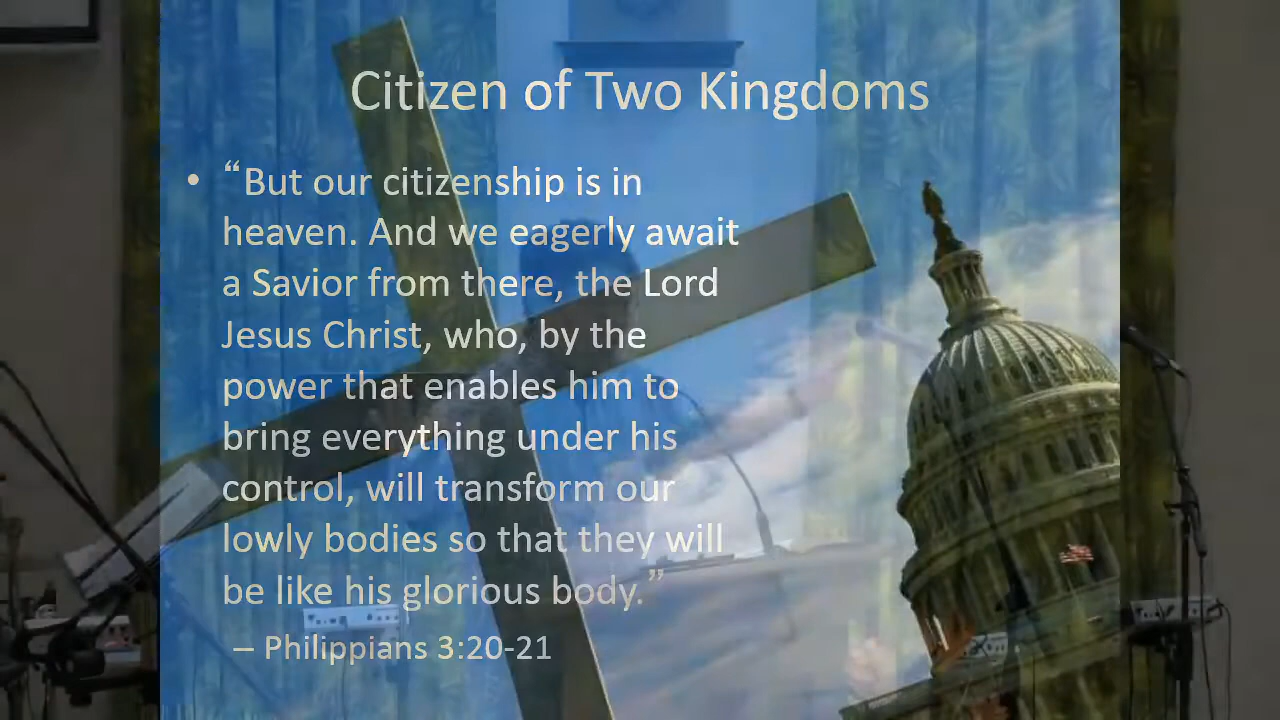 Citizen of Two Kingdoms
• “But our citizenship is in
heaven. And we eagerly await
a Savior from there, the Lord
Jesus Christ, who, by the
power that enables him to
bring everything under his
control, will transform our
lowly bodies so that they will
be like his glorious body.”
– Philippians 3:20-21